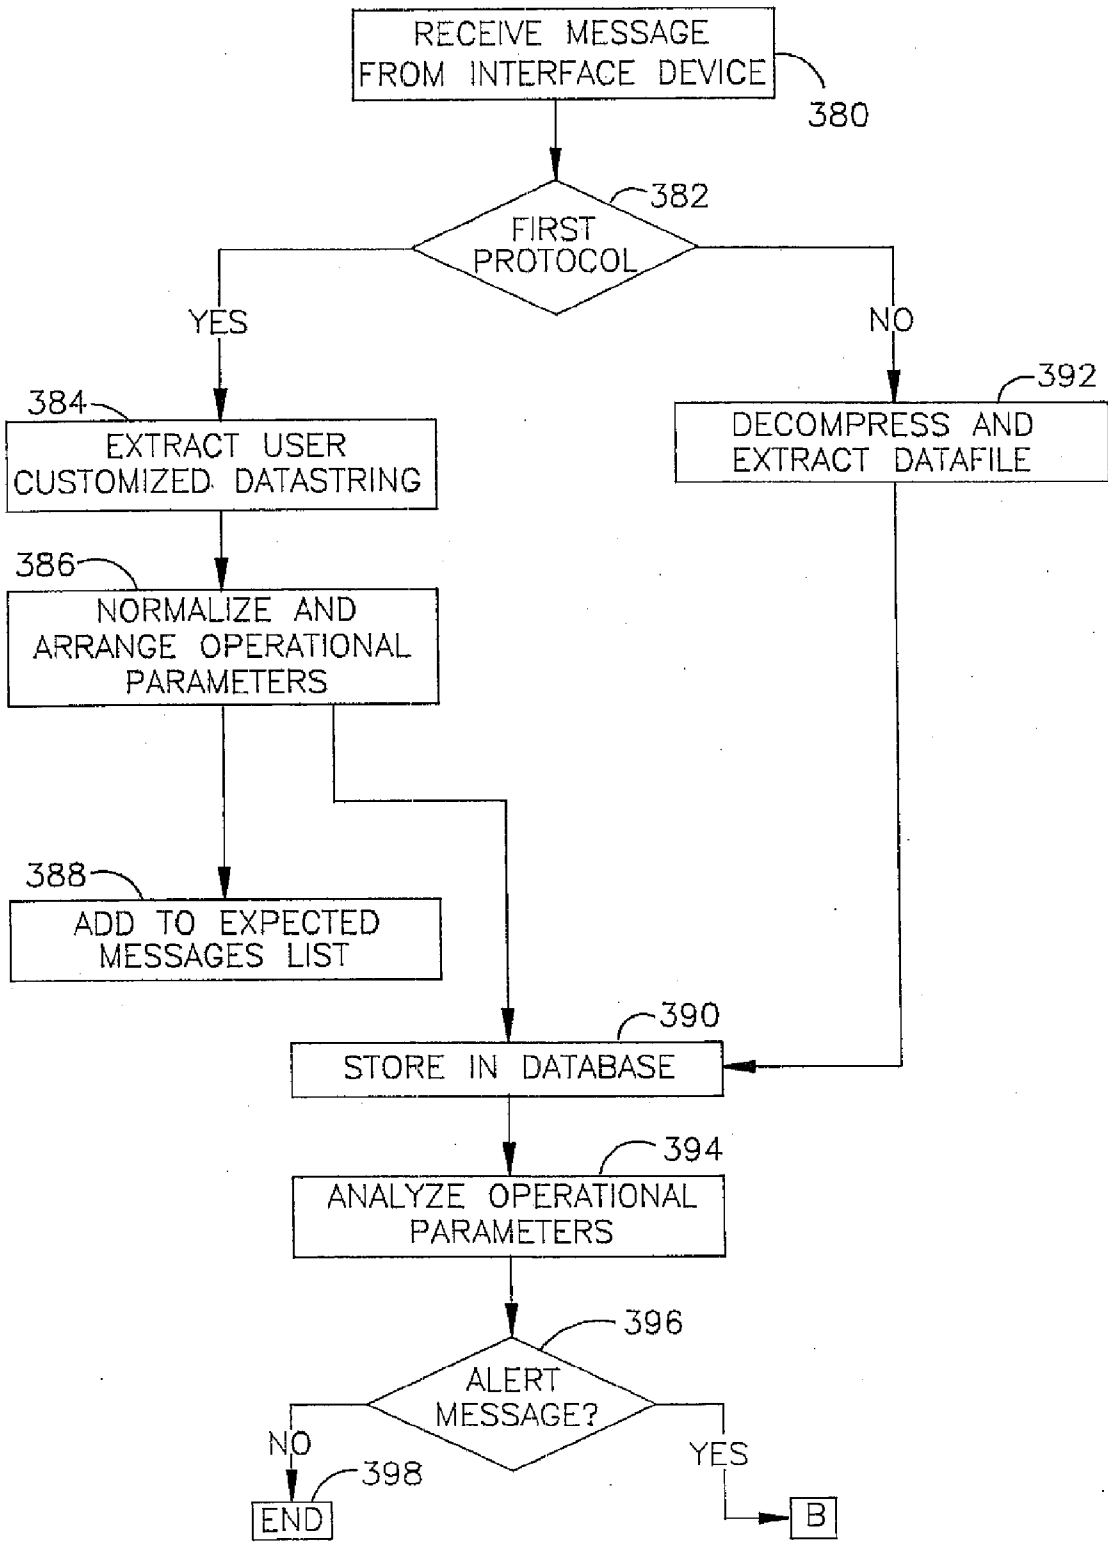 RECEIVE MESSAGE
FROM INTERFACE DEVICE
380
382
FIRST
PROTOCOL
YES
NO
384
EXTRACT USER
CUSTOMIZED DATASTRING
392
DECOMPRESS AND
EXTRACT DATAFILE
386
NORMALIZE AND
ARRANGE OPERATIONAL
PARAMETERS
388
ADD TO EXPECTED
MESSAGES LIST
390
STORE IN DATABASE
394
ANALYZE OPERATIONAL
PARAMETERS
396
ALERT
MESSAGE?
NO
YES
398
END
B